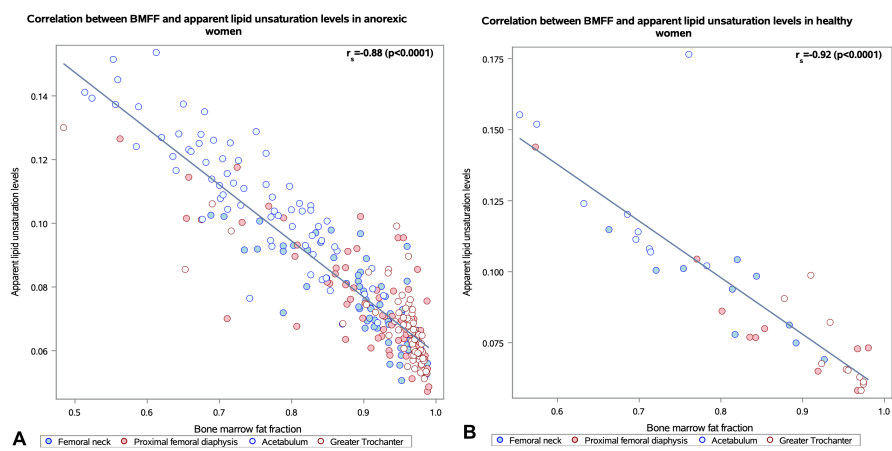 Correlation between BMFF and apparent lipid unsaturation levels in anorexic
women
r_s=-0.88 (p<0.0001)
Apparent lipid unsaturation levels
0.14
0.12
0.10
0.08
0.06
0.5 0.6 0.7 0.8 0.9 1.0
Bone marrow fat fraction
A
Femoral neck Proximal femoral diaphysis Acetabulum Greater Trochanter
Correlation between BMFF and apparent lipid unsaturation levels in healthy
women
r_s=-0.92 (p<0.0001)
Apparent lipid unsaturation levels
0.175
0.150
0.125
0.100
0.075
0.6 0.7 0.8 0.9 1.0
Bone marrow fat fraction
B
Femoral neck Proximal femoral diaphysis Acetabulum Greater Trochanter